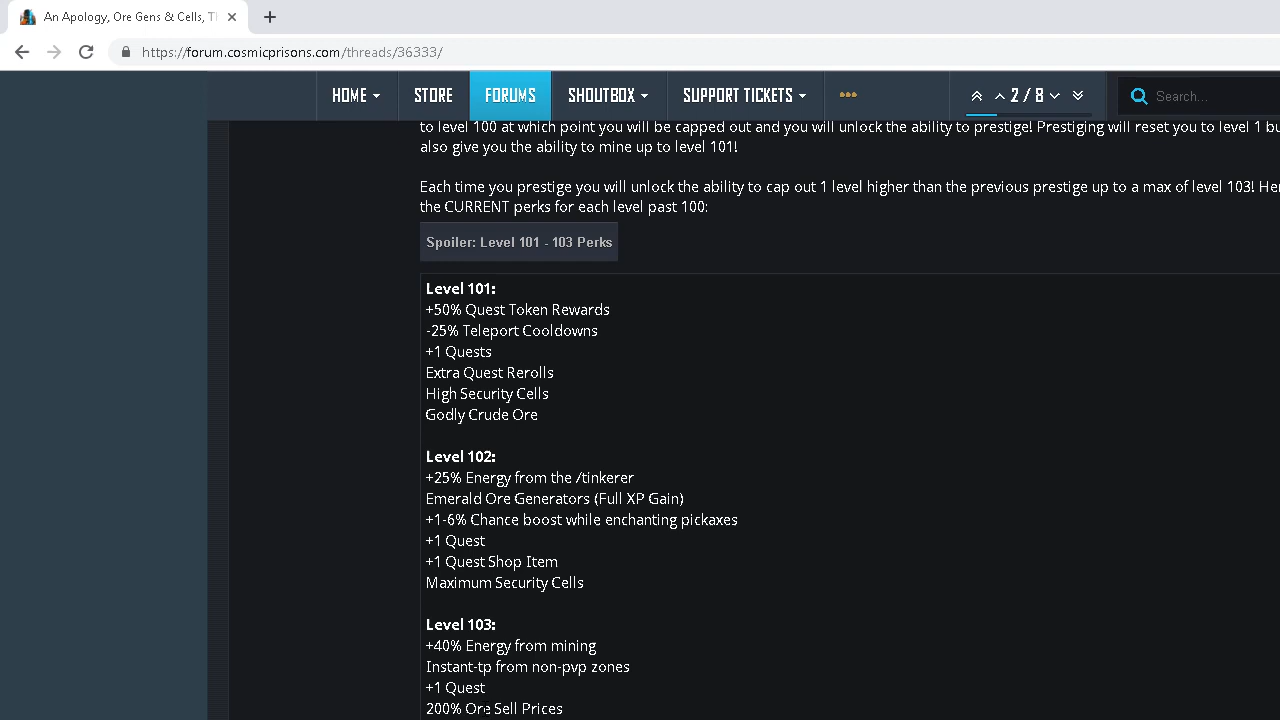 An Apology, Ore Gens & Cells, T
https://forum.cosmicprisons.com/threads/36333/
HOME STORE FORUMS SHOUTBOX SUPPORT TICKETS ••• 2 / 8 Search...
to level 100 at which point you will be capped out and you will unlock the ability to prestige! Prestiging will reset you to level 1 bu
also give you the ability to mine up to level 101!
Each time you prestige you will unlock the ability to cap out 1 level higher than the previous prestige up to a max of level 103! Her
the CURRENT perks for each level past 100:
Spoiler: Level 101 - 103 Perks
Level 101:
+50% Quest Token Rewards
-25% Teleport Cooldowns
+1 Quests
Extra Quest Rerolls
High Security Cells
Godly Crude Ore
Level 102:
+25% Energy from the /tinkerer
Emerald Ore Generators (Full XP Gain)
+1-6% Chance boost while enchanting pickaxes
+1 Quest
+1 Quest Shop Item
Maximum Security Cells
Level 103:
+40% Energy from mining
Instant-tp from non-pvp zones
+1 Quest
200% Ore Sell Prices